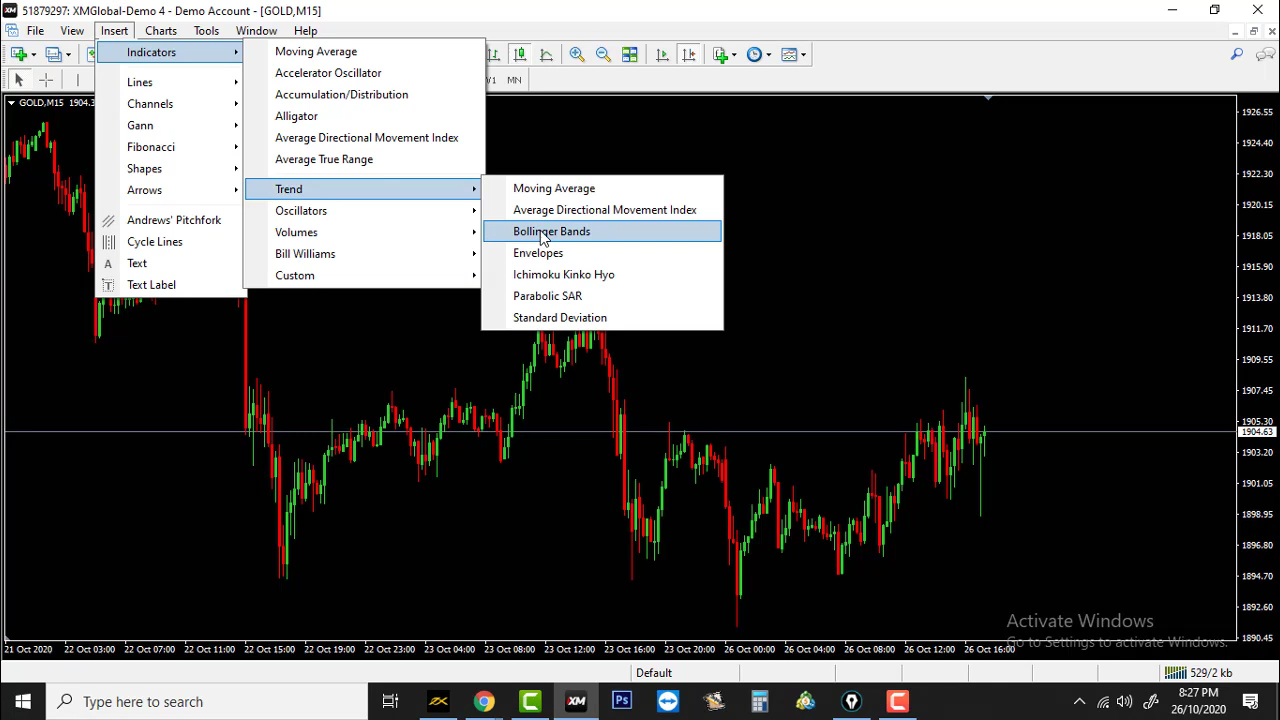 51879297: XMGlobal-Demo 4 - Demo Account - [GOLD,M15]
File View Insert Charts Tools Window Help
W1 MN
GOLD,M15 1904.3
Indicators
Lines
Channels
Gann
Fibonacci
Shapes
Arrows
Andrews' Pitchfork
Cycle Lines
Text
Text Label
Moving Average
Accelerator Oscillator
Accumulation/Distribution
Alligator
Average Directional Movement Index
Average True Range
Trend
Oscillators
Volumes
Bill Williams
Custom
Moving Average
Average Directional Movement Index
Bollinger Bands
Envelopes
Ichimoku Kinko Hyo
Parabolic SAR
Standard Deviation
1926.55
1924.40
1922.30
1920.15
1918.05
1915.90
1913.80
1911.70
1909.55
1907.45
1905.30
1904.63
1903.20
1901.05
1898.95
1896.80
1894.70
1892.60
1890.45
Activate Windows
Go to Settings to activate Windows.
21 Oct 2020 22 Oct 03:00 22 Oct 07:00 22 Oct 11:00 22 Oct 15:00 22 Oct 19:00 22 Oct 23:00 23 Oct 04:00 23 Oct 08:00 23 Oct 12:00 23 Oct 16:00 23 Oct 20:00 26 Oct 00:00 26 Oct 04:00 26 Oct 08:00 26 Oct 12:00 26 Oct 16:00
Default
529/2 kb
Type here to search
XM
Ps
8:27 PM
26/10/2020